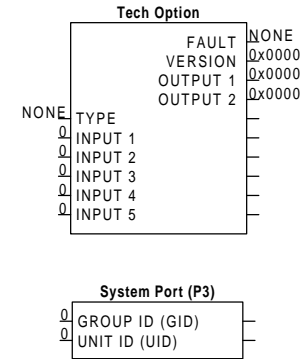 Tech Option
FAULT NONE
VERSION 0x0000
OUTPUT 1 0x0000
OUTPUT 2 0x0000
NONE TYPE
0 INPUT 1
0 INPUT 2
0 INPUT 3
0 INPUT 4
0 INPUT 5
System Port (P3)
0 GROUP ID (GID)
0 UNIT ID (UID)